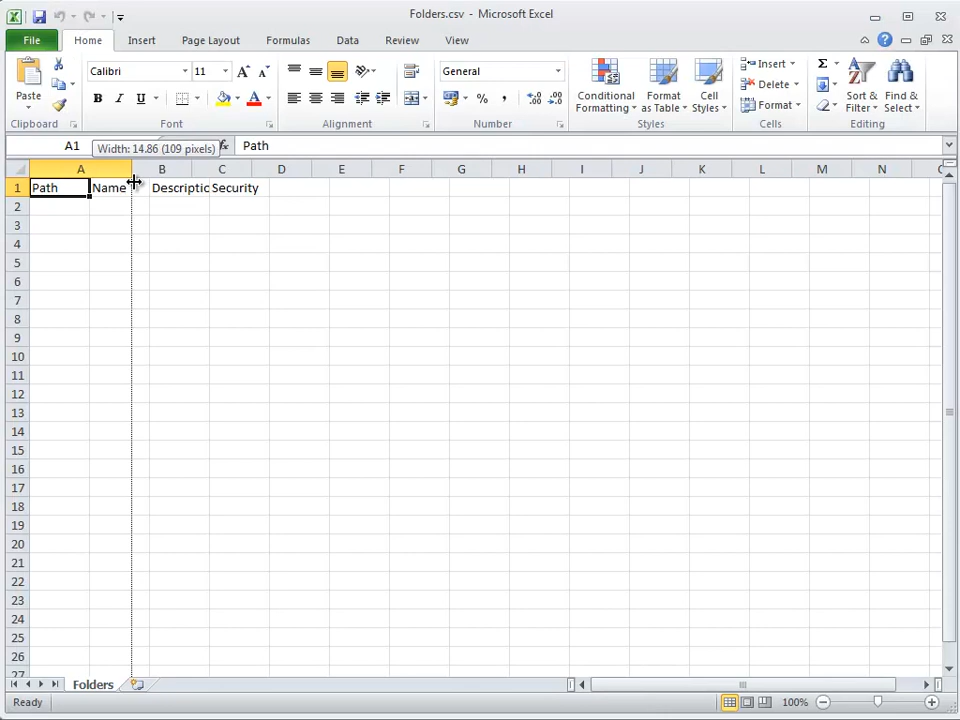 Folders.csv - Microsoft Excel
File Home Insert Page Layout Formulas Data Review View
Paste Calibri 11 General Conditional Formatting Format as Table Cell Styles Insert Delete Format Sort & Filter Find & Select
Clipboard Font Alignment Number Styles Cells Editing
A1 Width: 14.86 (109 pixels) fx Path
A B C D E F G H I J K L M N
1 Path Name Descriptic Security
2
3
4
5
6
7
8
9
10
11
12
13
14
15
16
17
18
19
20
21
22
23
24
25
26
27
Folders
Ready 100%